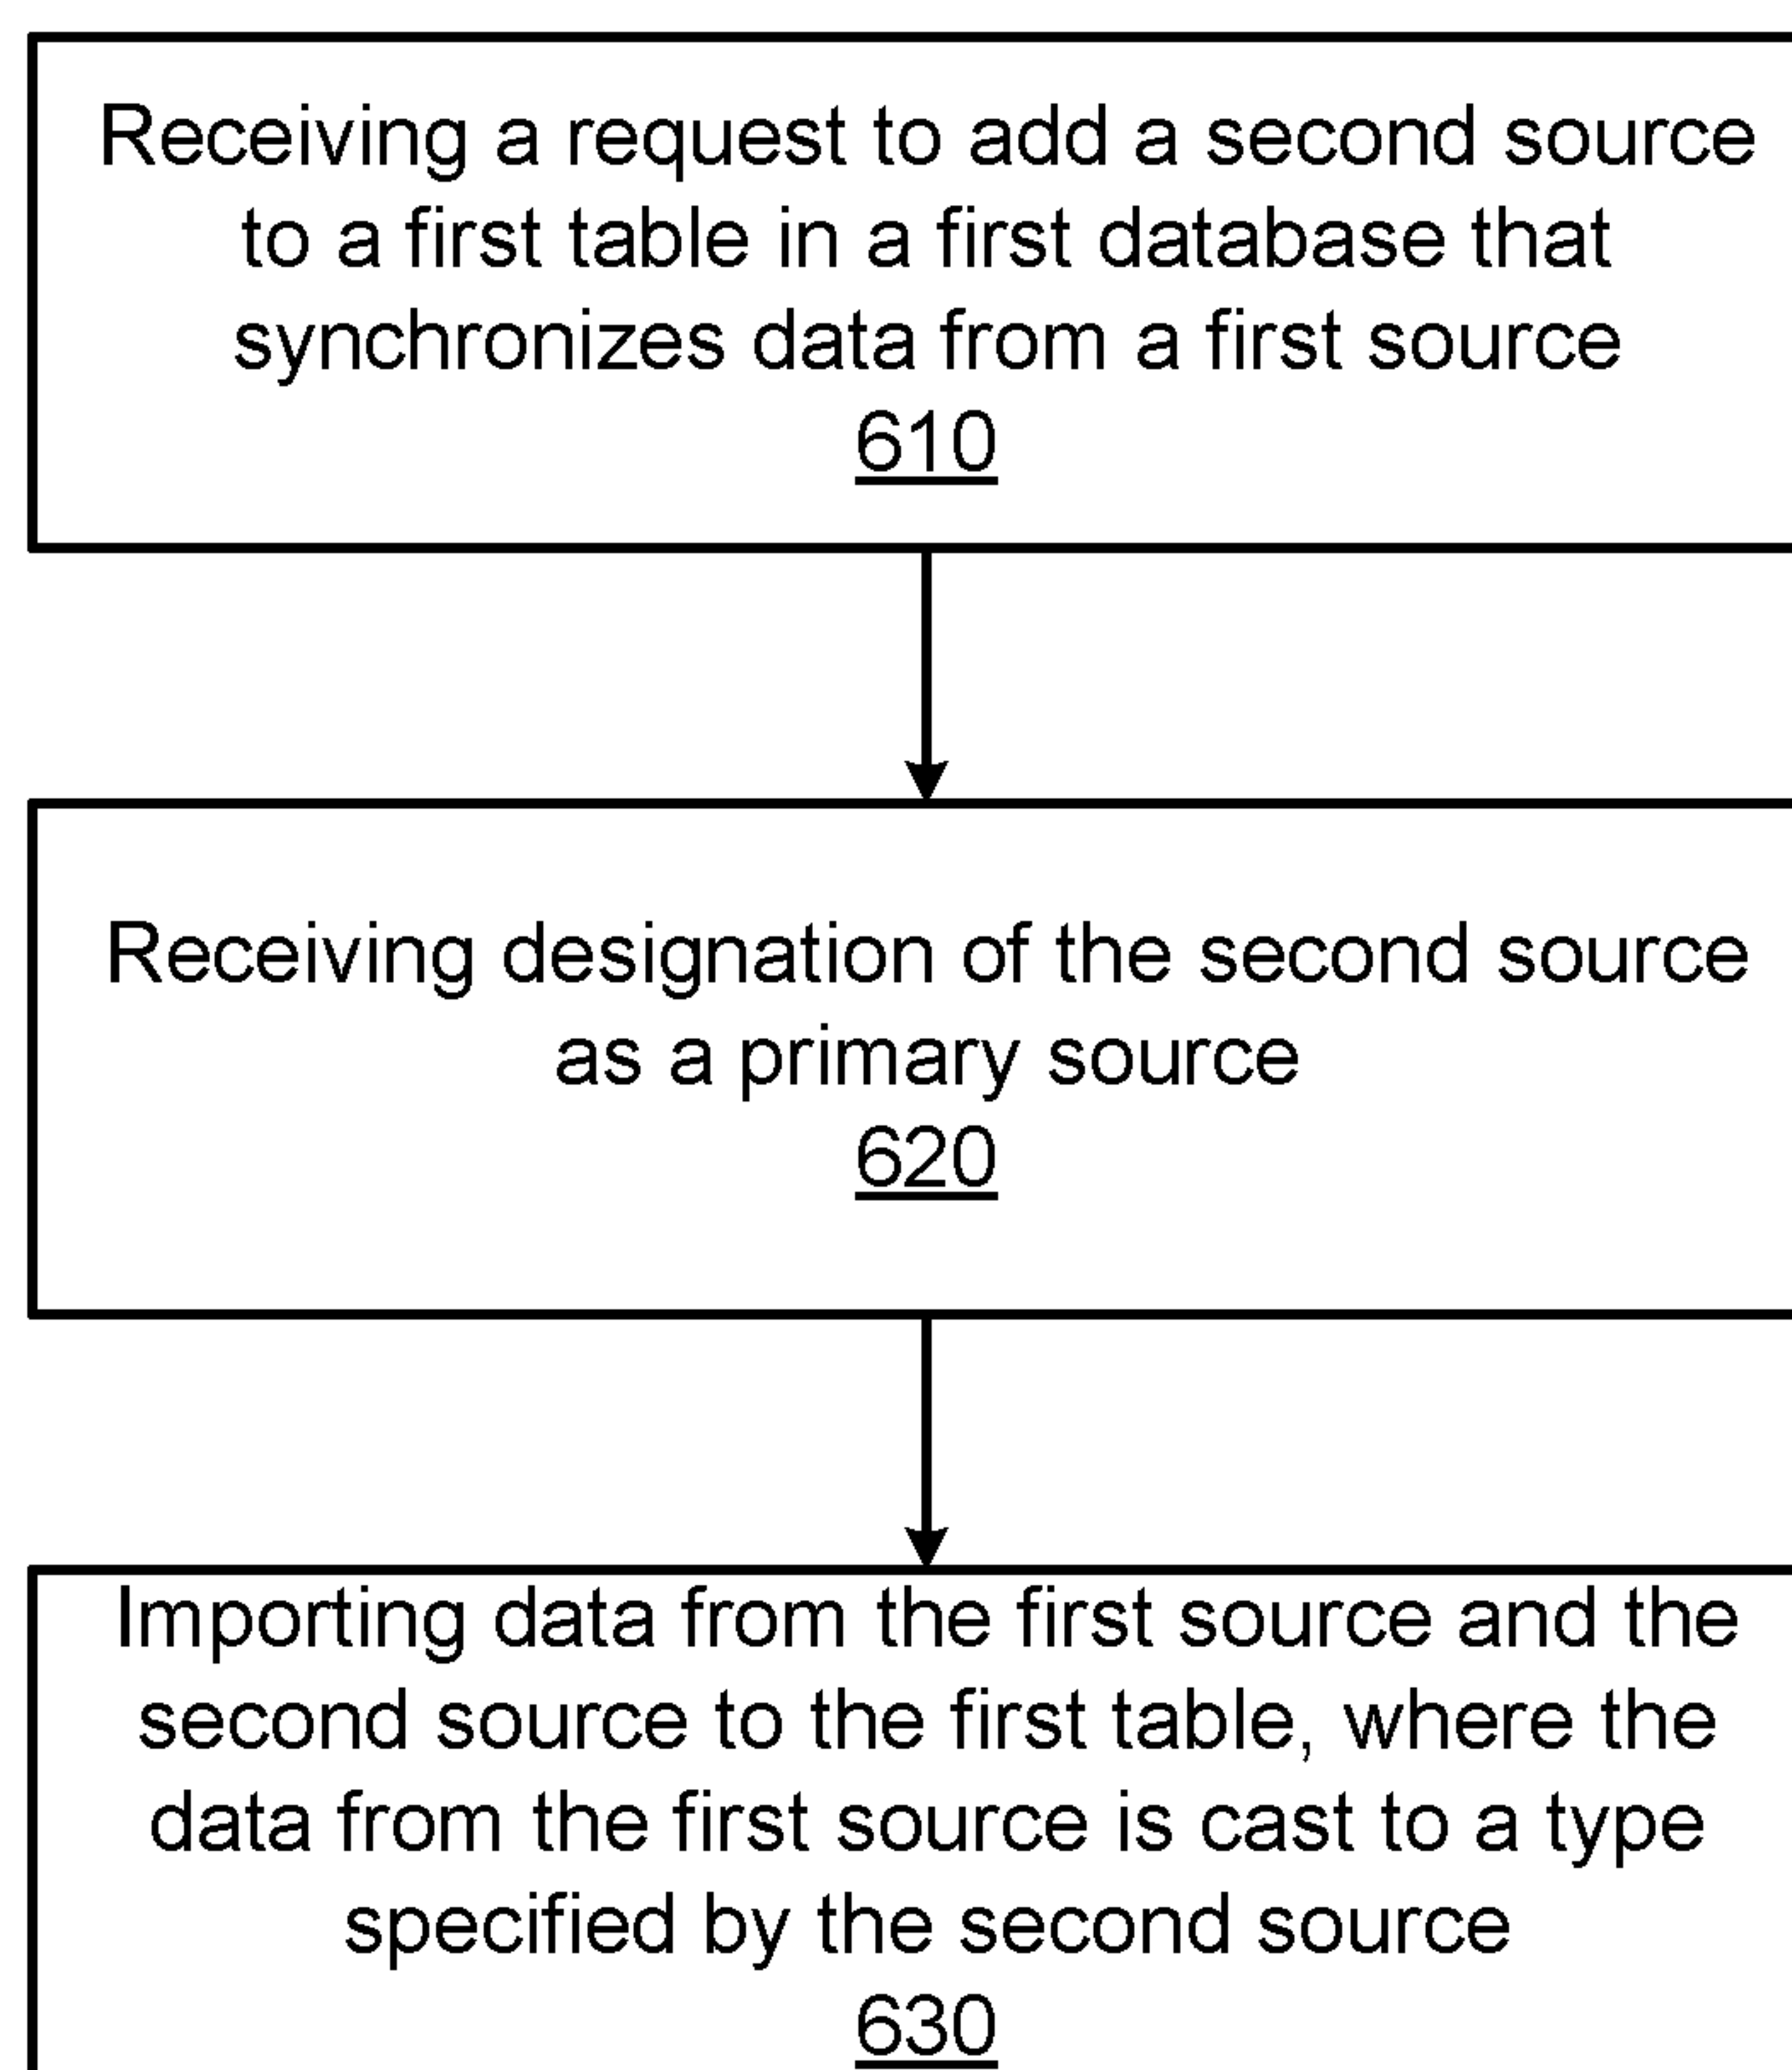 Receiving a request to add a second source
to a first table in a first database that
synchronizes data from a first source
610
Receiving designation of the second source
as a primary source
620
Importing data from the first source and the
second source to the first table, where the
data from the first source is cast to a type
specified by the second source
630